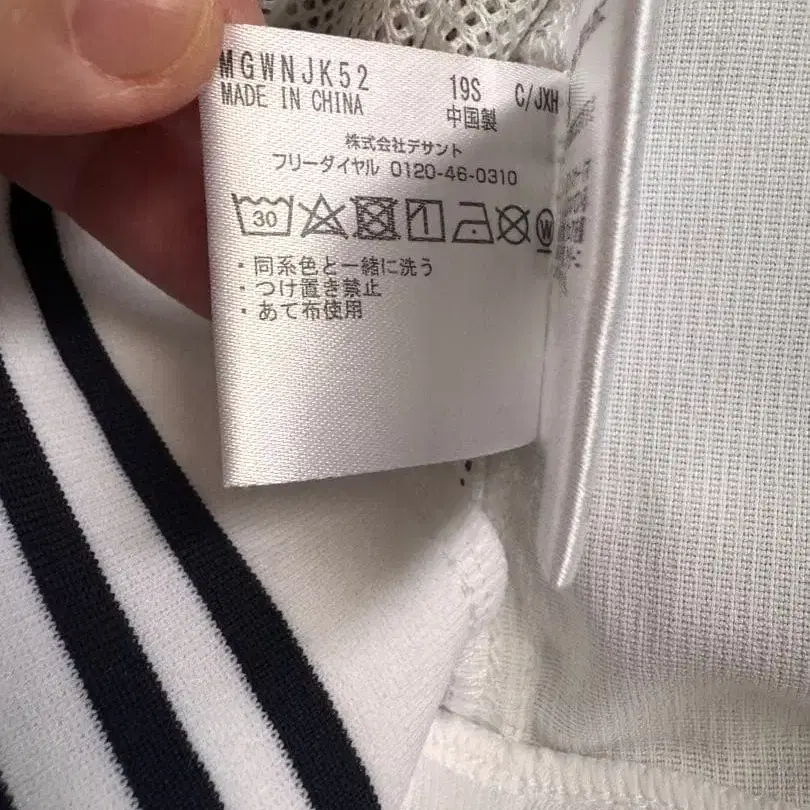 MGWNJK52 19S C/JXH
MADE IN CHINA 中国製
株式会社デサント
フリーダイヤル 0120-46-0310
30 W
・同系色と一緒に洗う
・つけ置き禁止
・あて布使用